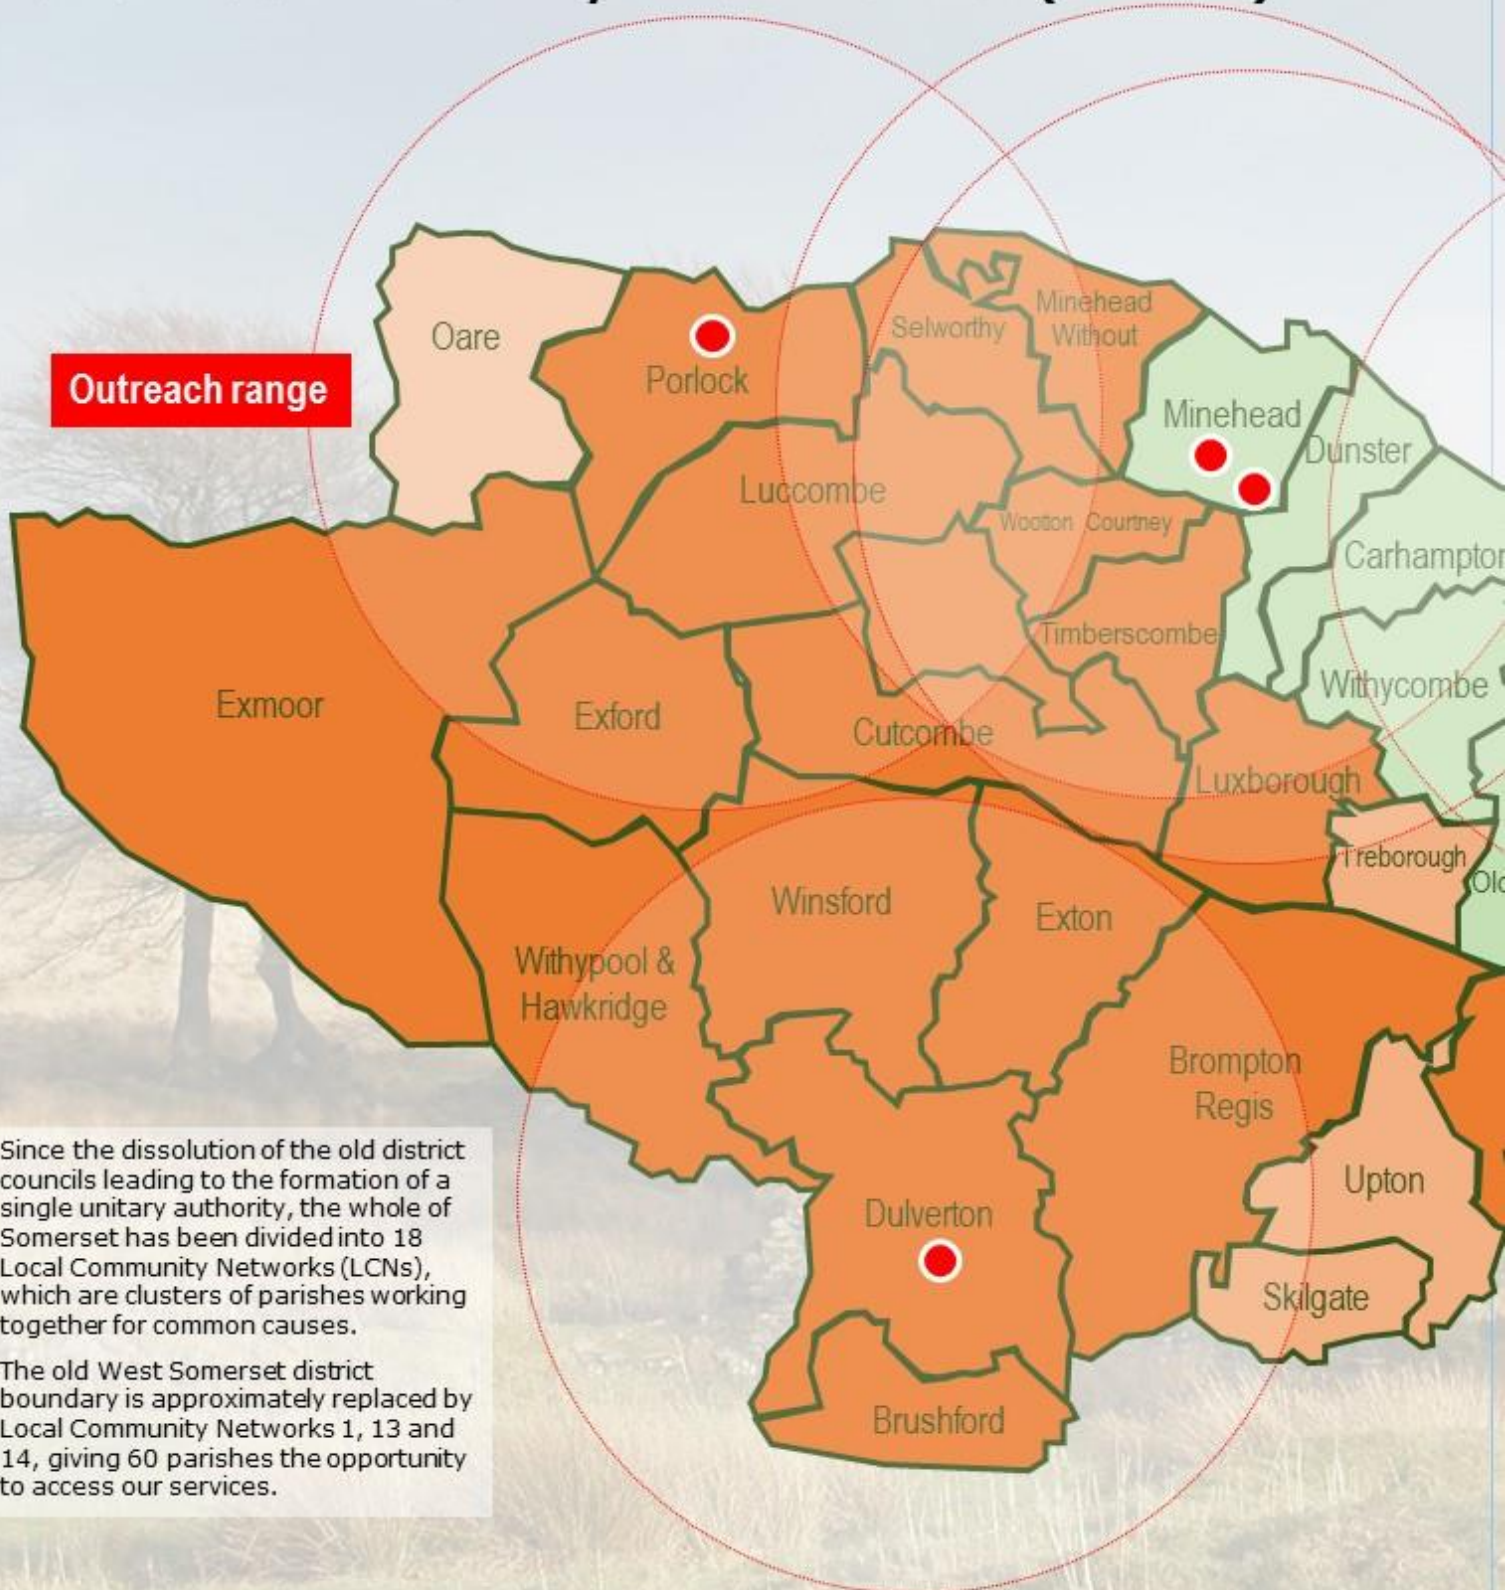 Oare
Minehead
Without
Selworthy
Outreach range
Porlock
Minehead
Dunster
Luccombe
Wooton Courtney
Timberscombe
Withycombe
Exmoor
Exford
Cutcombe
Luxborough
Treborough
Winsford
Exton
Withypool &
Hawkridge
Brompton
Regis
Upton
Dulverton
Skilgate
Brushford
Since the dissolution of the old district
councils leading to the formation of a
single unitary authority, the whole of
Somerset has been divided into 18
Local Community Networks (LCNs),
which are clusters of parishes working
together for common causes.
The old West Somerset district
boundary is approximately replaced by
Local Community Networks 1, 13 and
14, giving 60 parishes the opportunity
to access our services.